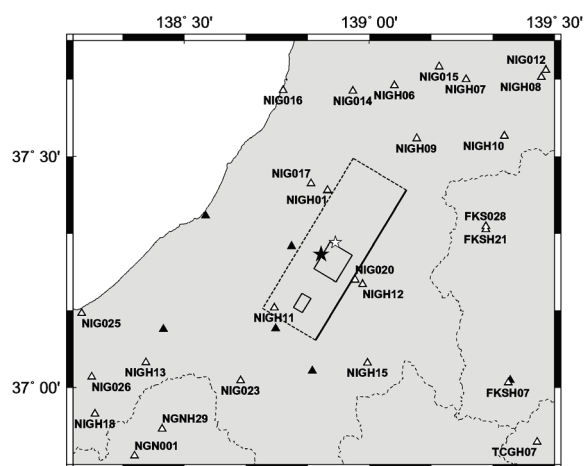 138˚ 30' 139˚ 00' 139˚ 30'
NIG012
NIG015
NIGH07
NIGH08
NIG016
NIG014
NIGH06
37˚ 30'
NIGH09
NIGH10
NIG017
NIGH01
FKS028
FKSH21
NIG020
NIGH12
NIG025
NIGH11
NIGH13
NIG026
NIG023
NIGH15
37˚ 00'
FKSH07
NIGH18
NGNH29
NGN001
TCGH07